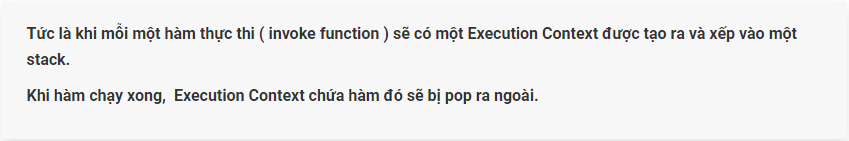 Tức là khi mỗi một hàm thực thi ( invoke function ) sẽ có một Execution Context được tạo ra và xếp vào một
stack.
Khi hàm chạy xong,  Execution Context chứa hàm đó sẽ bị pop ra ngoài.